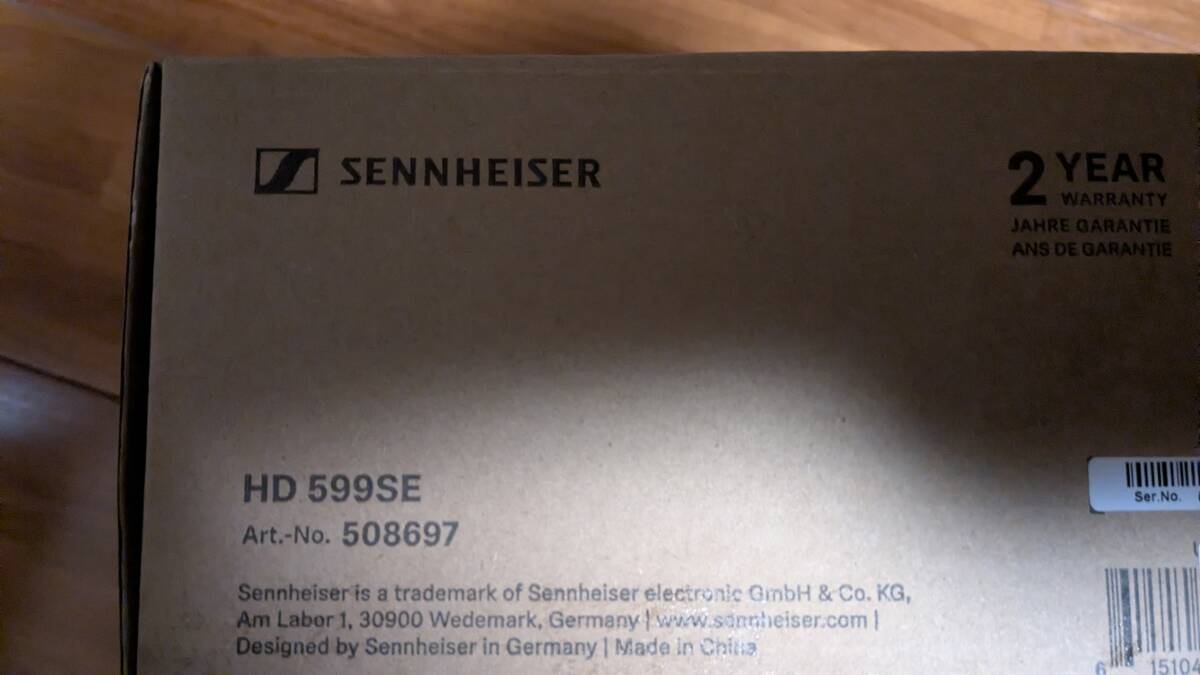 SENNHEISER
2 YEAR
WARRANTY
JAHRE GARANTIE
ANS DE GARANTIE
HD 599SE
Art.-No. 508697
Ser.No.
Sennheiser is a trademark of Sennheiser electronic GmbH & Co. KG,
Am Labor 1, 30900 Wedemark, Germany | www.sennheiser.com |
Designed by Sennheiser in Germany | Made in China
6 15104